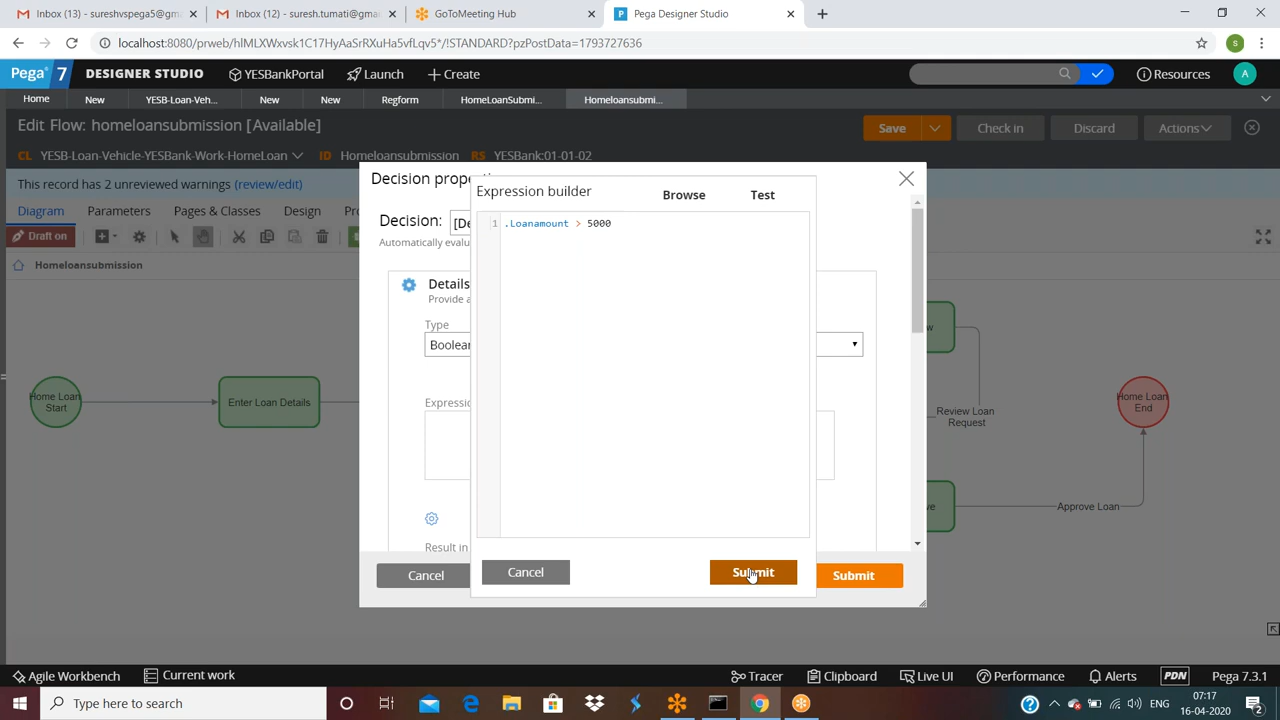 Inbox (13) - sureshvspega5@gm
Inbox (12) - suresh.tumati@gma
GoToMeeting Hub
Pega Designer Studio
localhost:8080/prweb/hlMLXWxvsk1C17HyAaSrRXuHa5vfLqv5*/!STANDARD?pzPostData=1793727636
S
Pega 7
DESIGNER STUDIO
YESBankPortal
Launch
Create
Resources
A
Home
New
YESB-Loan-Veh...
New
New
Regform
HomeLoanSubmi...
Homeloansubmi...
Edit Flow: homeloansubmission [Available]
Save
Check in
Discard
Actions
CL YESB-Loan-Vehicle-YESBank-Work-HomeLoan
ID Homeloansubmission
RS YESBank:01-01-02
This record has 2 unreviewed warnings (review/edit)
Diagram
Parameters
Pages & Classes
Design
Draft on
Homeloansubmission
Decision:
Automatically evalu
Details
Provide a
Type
Boolean
Expressio
Result in
Cancel
Submit
Expression builder
Browse
Test
1 .Loanamount > 5000
Cancel
Submit
Home Loan
Start
Enter Loan Details
Review Loan
Request
Approve Loan
Home Loan
End
Agile Workbench
Current work
Tracer
Clipboard
Live UI
Performance
Alerts
PDN
Pega 7.3.1
Type here to search
ENG
07:17
16-04-2020
2